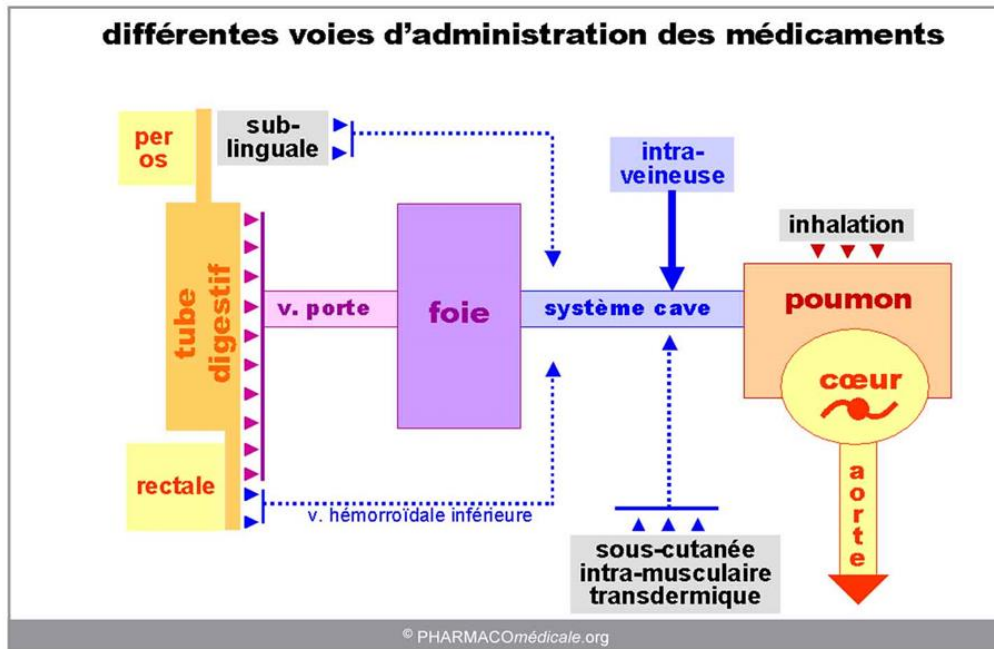 différentes voies d'administration des médicaments
per
os
sub-
linguale
intra-
veineuse
inhalation
tube
digestif
v. porte
foie
système cave
poumon
cœur
rectale
v. hémorroïdale inférieure
sous-cutanée
intra-musculaire
transdermique
aorte
© PHARMACOmédicale.org